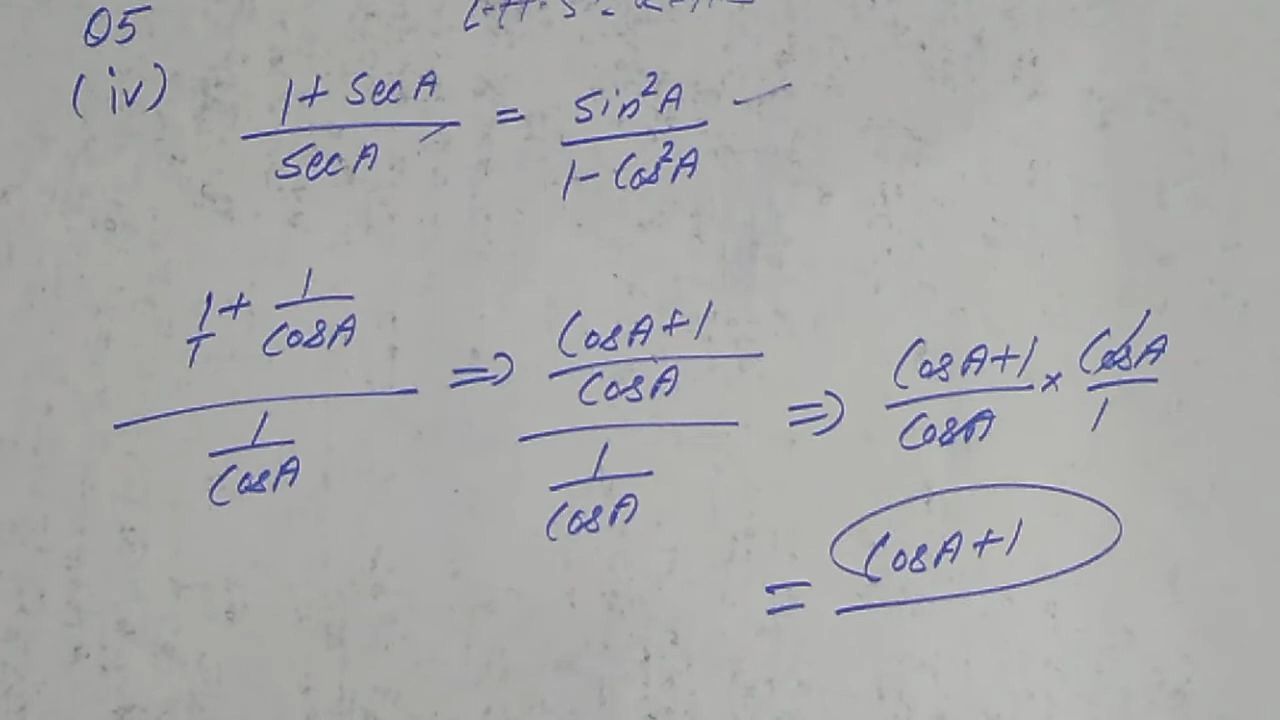 Q5
(iv) (1 + SecA)/(SecA) = (Sin²A)/(1 - Cos²A)
(1/1 + 1/CosA)/(1/CosA) => ((CosA+1)/CosA)/(1/CosA) => (CosA+1)/CosA × CosA/1
= CosA+1